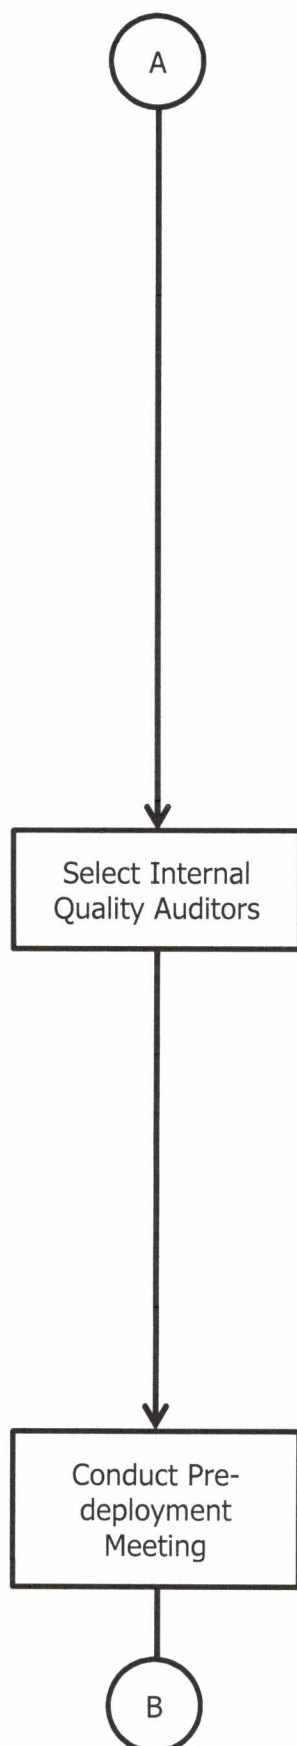 A
Select Internal
Quality Auditors
Conduct Pre-
deployment
Meeting
B